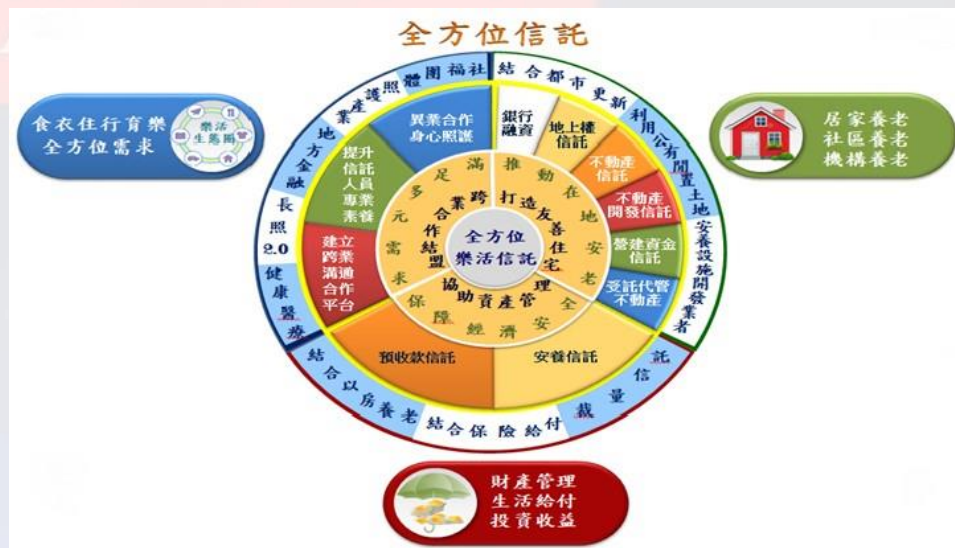 全方位信託
食衣住行育樂
全方位需求
樂活
生態圈
居家養老
社區養老
機構養老
財產管理
生活給付
投資收益
全方位
樂活信託
打造友善住宅
推動在地安老
協助資產管理
保障經濟安全
跨業合作結盟
滿足多元需求
銀行
融資
地上權
信託
不動產
信託
不動產
開發信託
營建資金
信託
受託代管
不動產
安養信託
預收款信託
建立
跨業
溝通
合作
平台
提升
信託
人員
專業
素養
異業合作
身心照護
結合都市更新
利用公有閒置土地
安養設施開發業者
裁量信託
結合保險給付
結合以房養老
健康醫療
長照2.0
地方金融
照護產業
社福團體